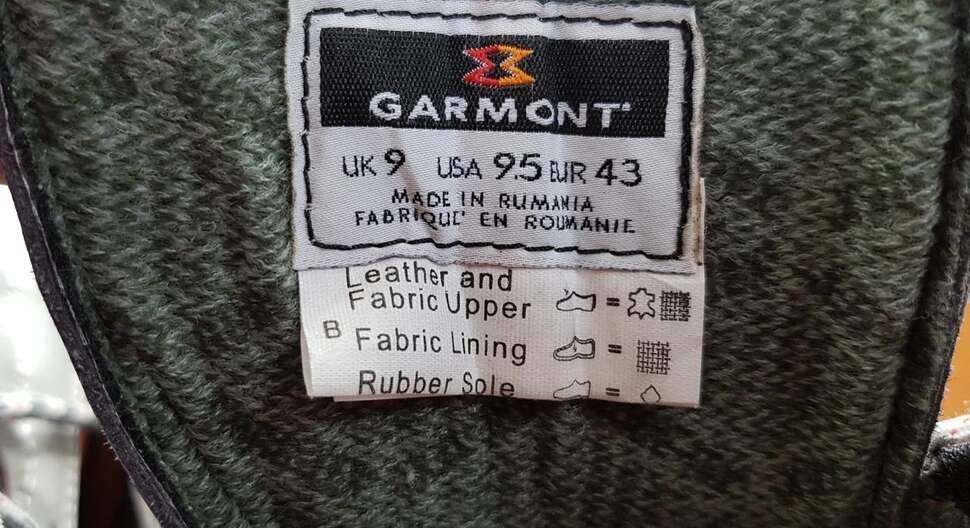 GARMONT
UK 9 USA 9.5 EUR 43
MADE IN RUMANIA
FABRIQUE' EN ROUMANIE
Leather and
Fabric Upper =
B Fabric Lining =
Rubber Sole =